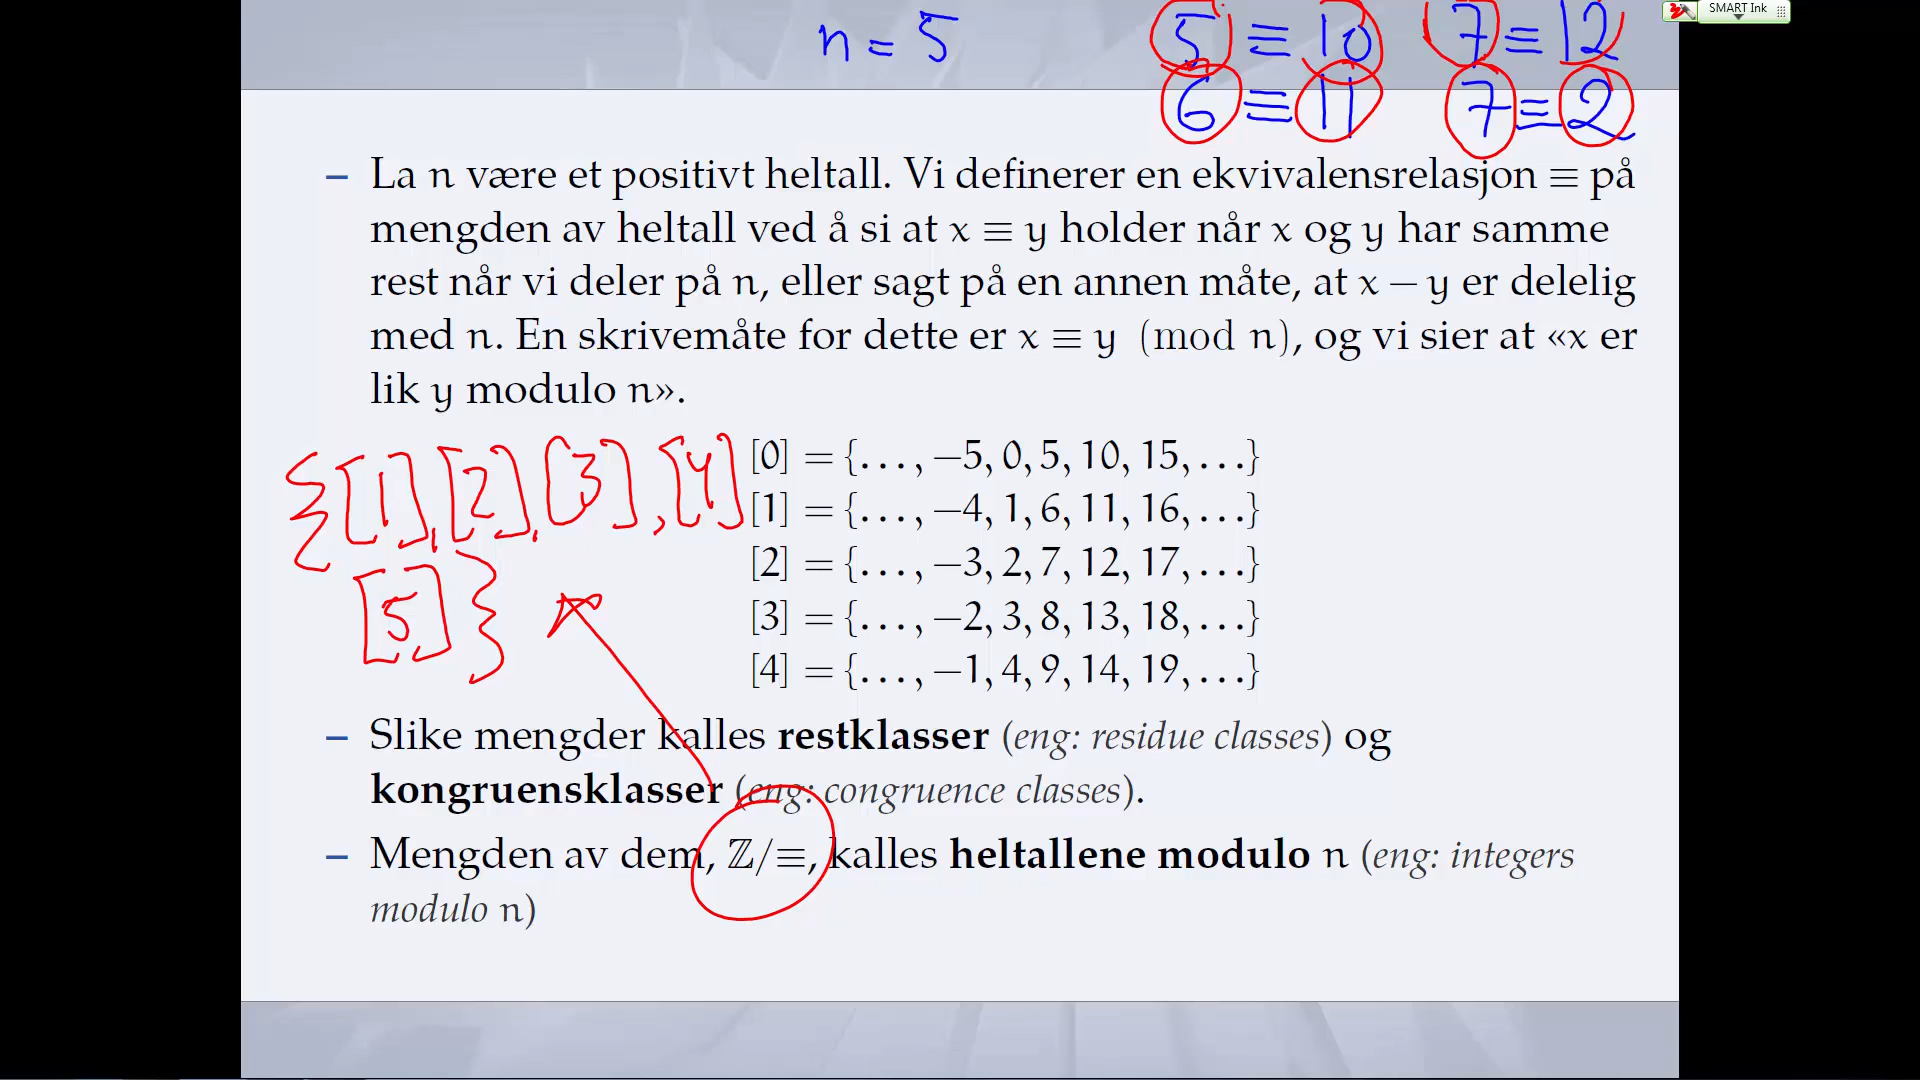 SMART Ink
n = 5 5 ≡ 10 7 ≡ 12
6 ≡ 11 7 ≡ 2
– La n være et positivt heltall. Vi definerer en ekvivalensrelasjon ≡ på
mengden av heltall ved å si at x ≡ y holder når x og y har samme
rest når vi deler på n, eller sagt på en annen måte, at x − y er delelig
med n. En skrivemåte for dette er x ≡ y (mod n), og vi sier at «x er
lik y modulo n».
{[1], [2], [3], [4]
[5]}
[0] = {. . . , −5, 0, 5, 10, 15, . . .}
[1] = {. . . , −4, 1, 6, 11, 16, . . .}
[2] = {. . . , −3, 2, 7, 12, 17, . . .}
[3] = {. . . , −2, 3, 8, 13, 18, . . .}
[4] = {. . . , −1, 4, 9, 14, 19, . . .}
– Slike mengder kalles restklasser (eng: residue classes) og
kongruensklasser (eng: congruence classes).
– Mengden av dem, ℤ/≡, kalles heltallene modulo n (eng: integers
modulo n)